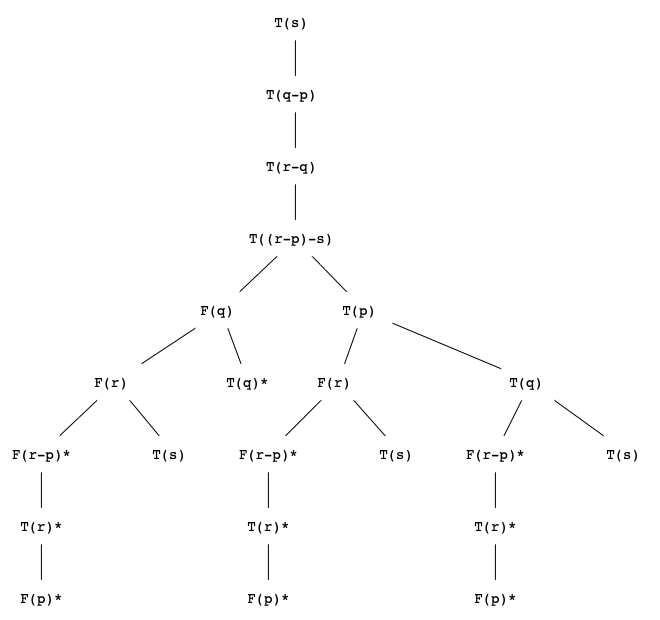 T(s)
T(q-p)
T(r-q)
T((r-p)-s)
F(q) T(p)
F(r) T(q)* F(r) T(q)
F(r-p)* T(s) F(r-p)* T(s) F(r-p)* T(s)
T(r)* T(r)* T(r)*
F(p)* F(p)* F(p)*